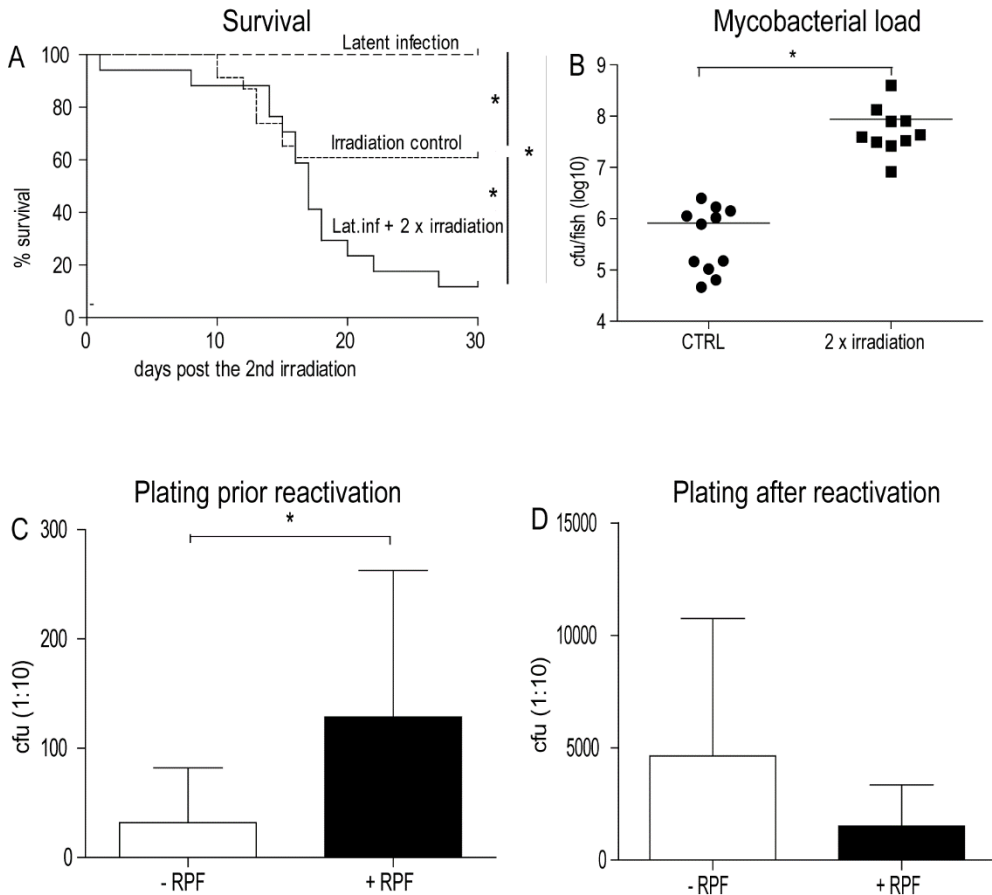 Survival
A
Latent infection
100
80
60
40
20
0
% survival
*
*
*
Irradiation control
Lat.inf + 2 x irradiation
-
0
10
20
30
days post the 2nd irradiation
Mycobacterial load
B
*
9
8
7
6
5
4
cfu/fish (log10)
CTRL
2 x irradiation
Plating prior reactivation
C
*
300
200
100
0
cfu (1:10)
- RPF
+ RPF
Plating after reactivation
D
15000
10000
5000
0
cfu (1:10)
- RPF
+ RPF